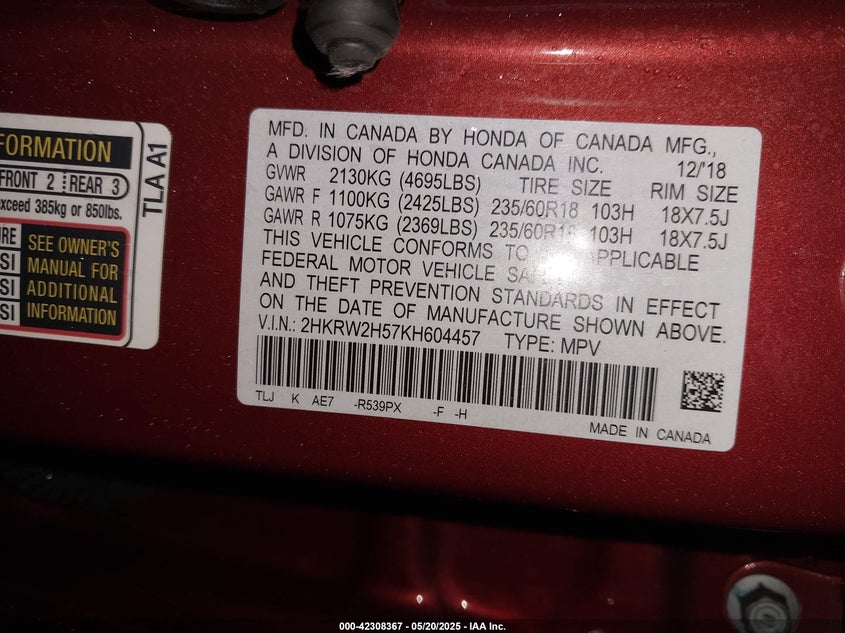 FORMATION
FRONT 2 REAR 3
exceed 385kg or 850lbs.
SEE OWNER'S
MANUAL FOR
ADDITIONAL
INFORMATION
TLA A1
MFD. IN CANADA BY HONDA OF CANADA MFG.,
A DIVISION OF HONDA CANADA INC. 12/'18
GVWR 2130KG (4695LBS) TIRE SIZE RIM SIZE
GAWR F 1100KG (2425LBS) 235/60R18 103H 18X7.5J
GAWR R 1075KG (2369LBS) 235/60R18 103H 18X7.5J
THIS VEHICLE CONFORMS TO APPLICABLE
FEDERAL MOTOR VEHICLE
AND THEFT PREVENTION STANDARDS IN EFFECT
ON THE DATE OF MANUFACTURE SHOWN ABOVE.
V.I.N.: 2HKRW2H57KH604457 TYPE: MPV
TLJ K AE7 -R539PX -F -H
MADE IN CANADA
000-42308367 - 05/20/2025 - IAA Inc.